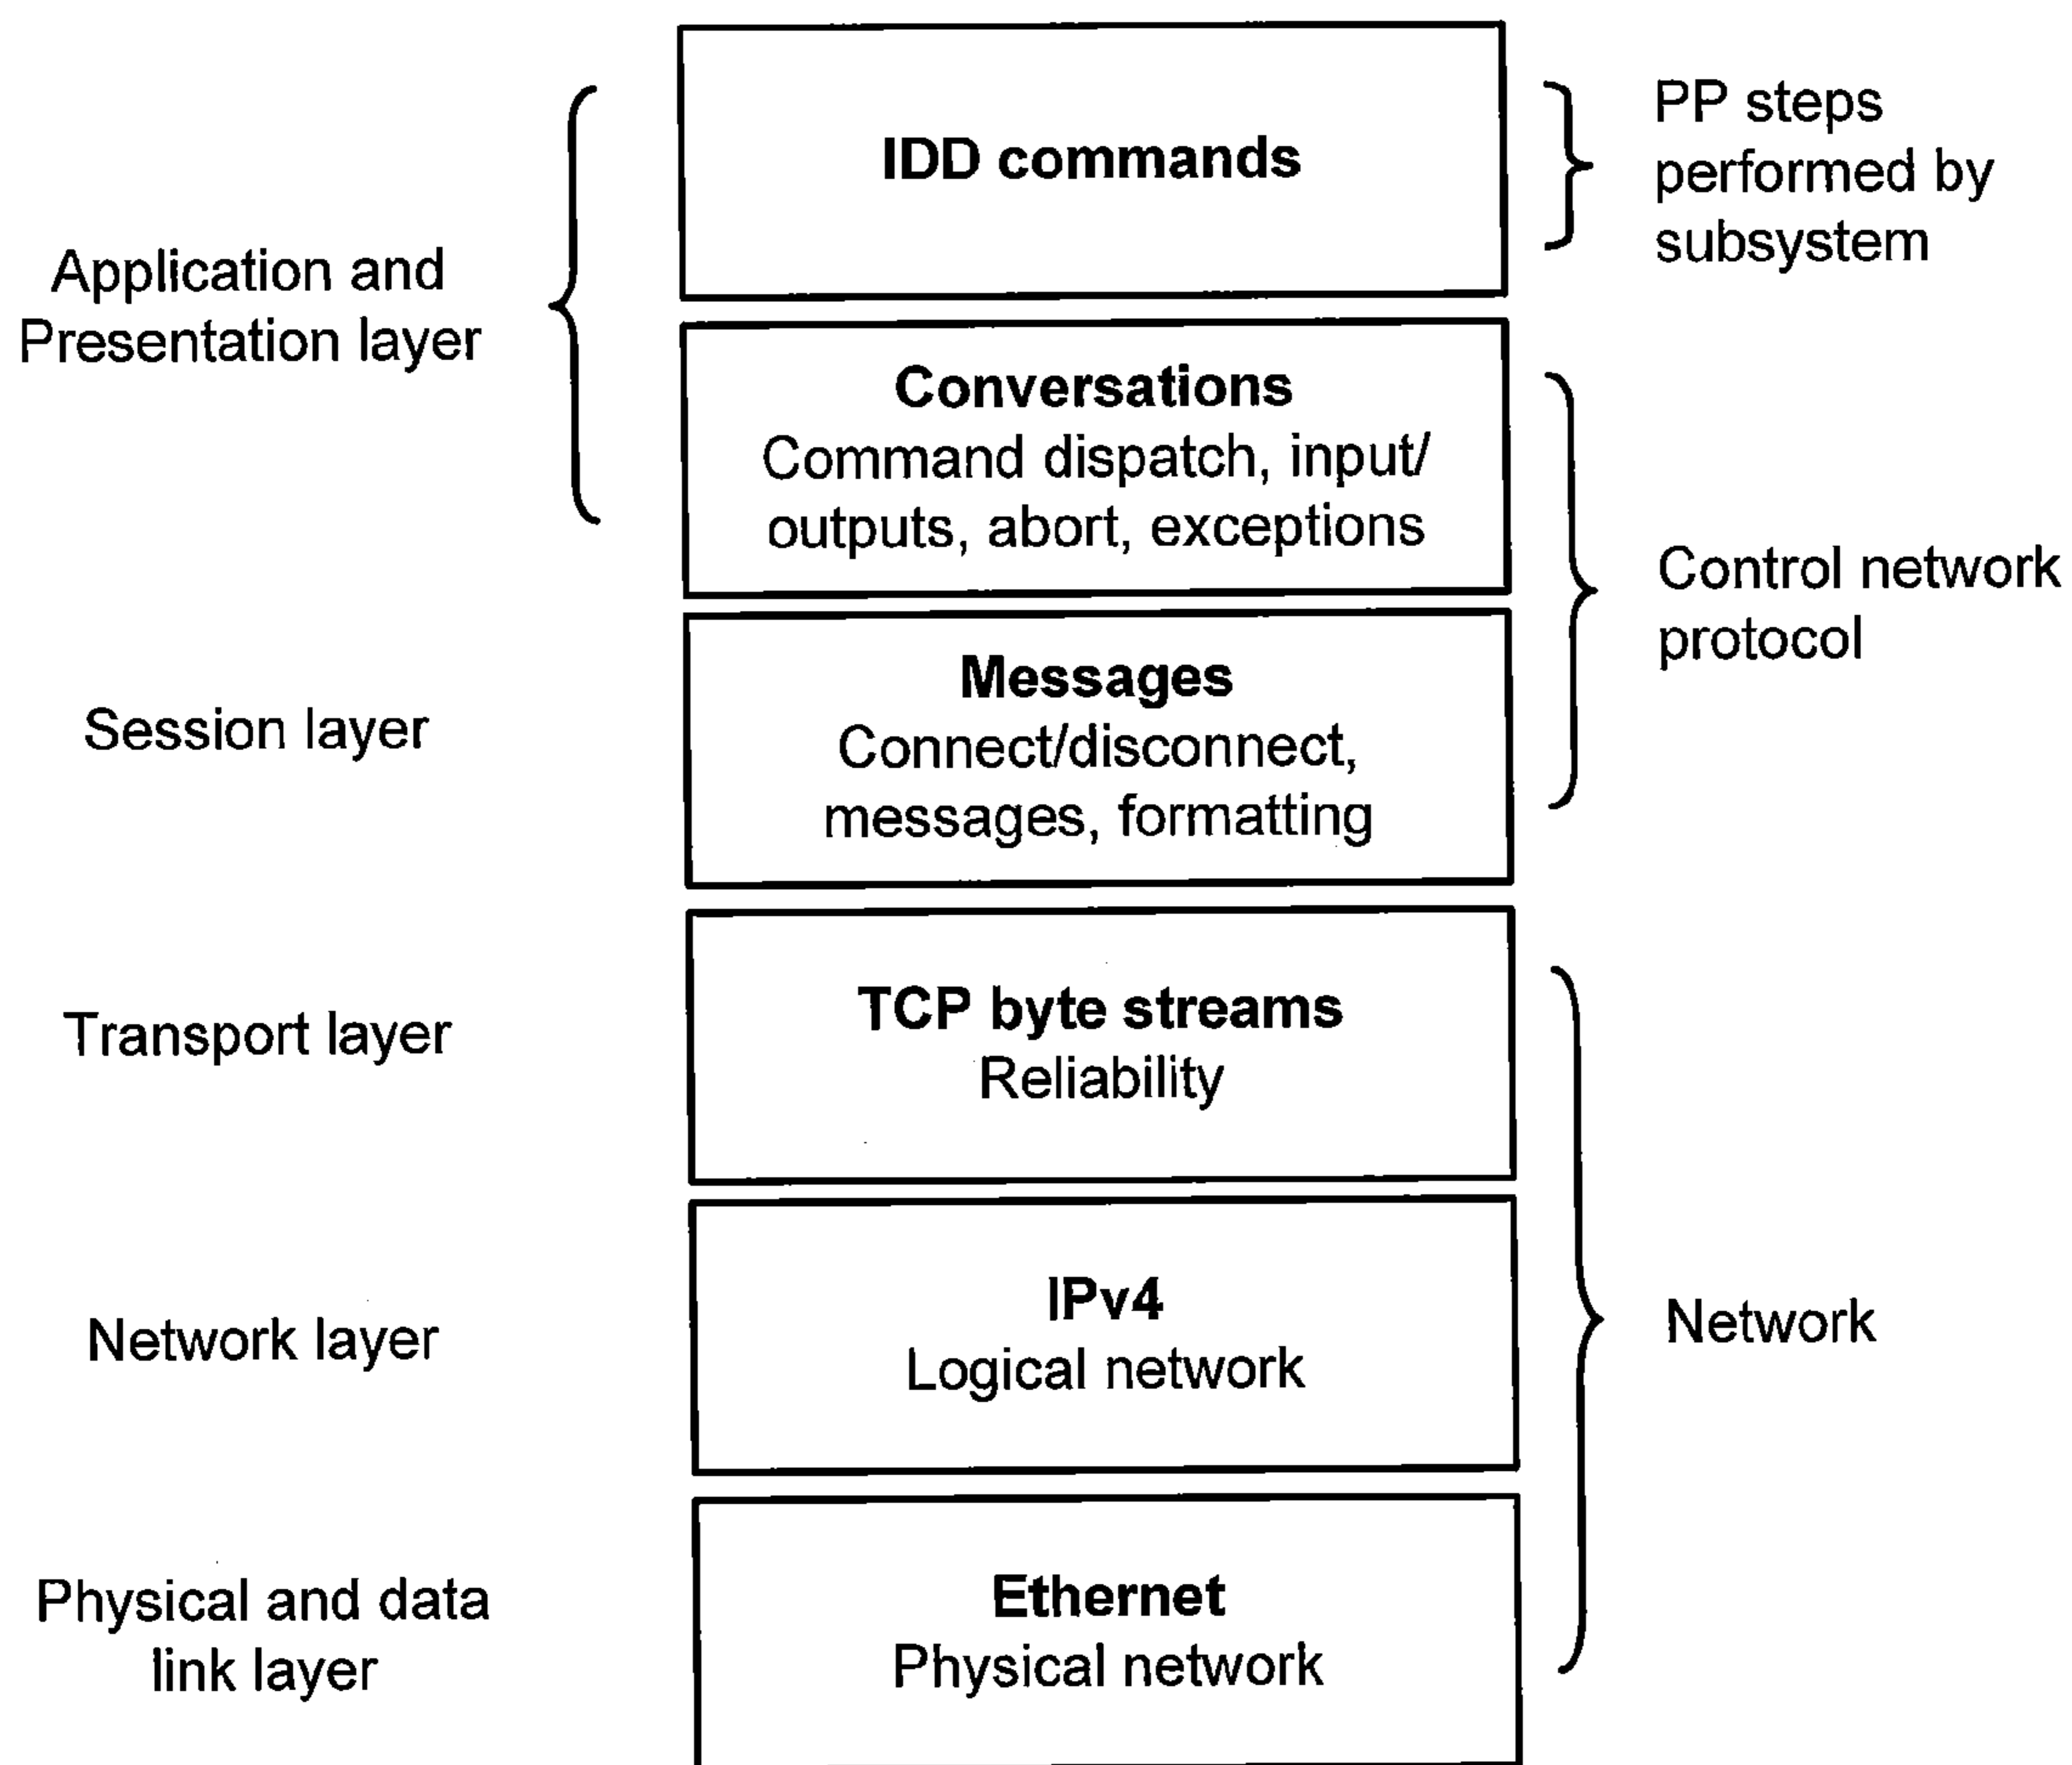 IDD commands
PP steps
performed by
subsystem
Application and
Presentation layer
Conversations
Command dispatch, input/
outputs, abort, exceptions
Control network
protocol
Session layer
Messages
Connect/disconnect,
messages, formatting
Transport layer
TCP byte streams
Reliability
Network layer
IPv4
Logical network
Network
Physical and data
link layer
Ethernet
Physical network